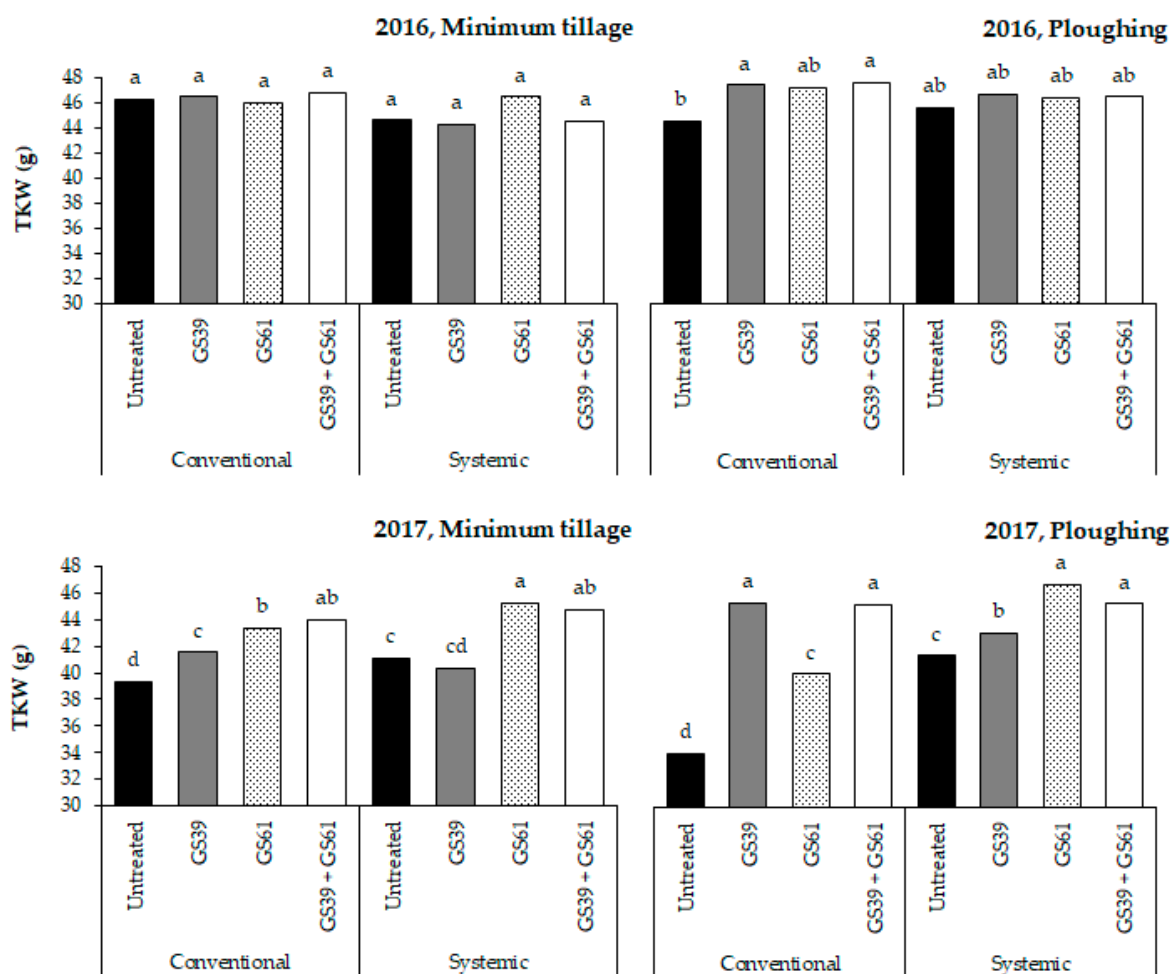 2016, Minimum tillage
2016, Ploughing
TKW (g)
48
46
44
42
40
38
36
34
32
30
a a a a a a a a
b a ab a ab ab ab ab
Untreated GS39 GS61 GS39 + GS61 Untreated GS39 GS61 GS39 + GS61
Untreated GS39 GS61 GS39 + GS61 Untreated GS39 GS61 GS39 + GS61
Conventional Systemic
Conventional Systemic
2017, Minimum tillage
2017, Ploughing
TKW (g)
48
46
44
42
40
38
36
34
32
30
d c b ab c cd a ab
d a c a c b a a
Untreated GS39 GS61 GS39 + GS61 Untreated GS39 GS61 GS39 + GS61
Untreated GS39 GS61 GS39 + GS61 Untreated GS39 GS61 GS39 + GS61
Conventional Systemic
Conventional Systemic